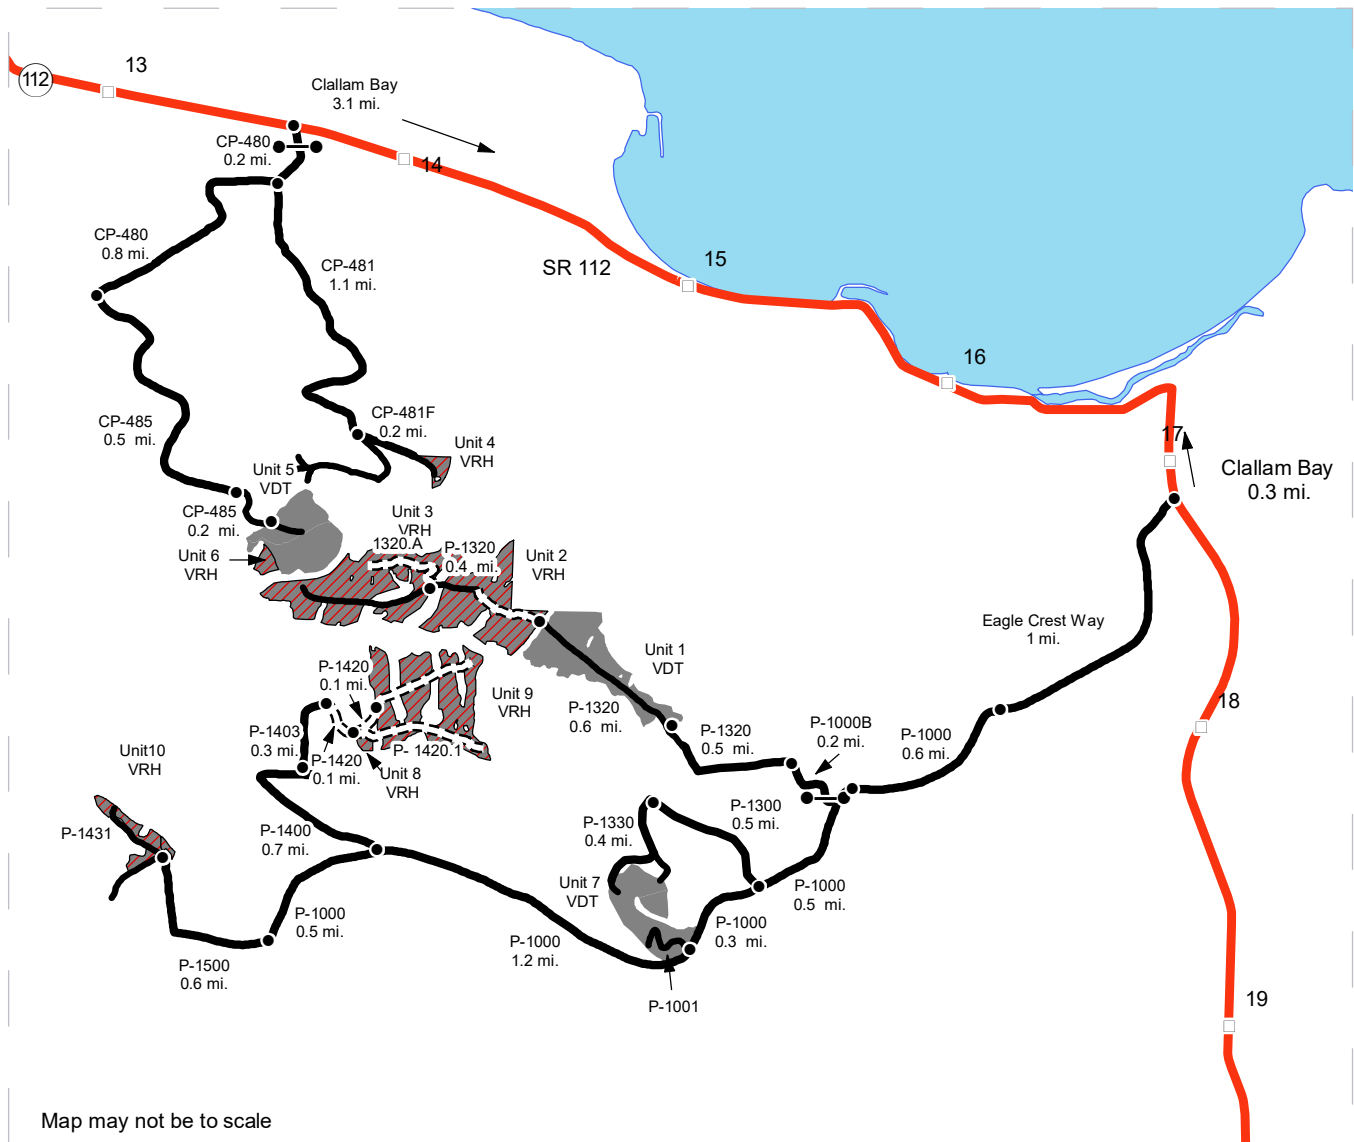 13
112
Clallam Bay
3.1 mi.
CP-480
0.2 mi.
14
CP-480
0.8 mi.
CP-481
1.1 mi.
SR 112
15
16
CP-485
0.5 mi.
CP-481F
0.2 mi.
Unit 4
VRH
17
Clallam Bay
0.3 mi.
Unit 5
VDT
CP-485
0.2 mi.
Unit 3
VRH
1320.A
P-1320
0.4 mi.
Unit 2
VRH
Unit 6
VRH
Eagle Crest Way
1 mi.
Unit 1
VDT
P-1420
0.1 mi.
Unit 9
VRH
P-1320
0.6 mi.
18
P-1403
0.3 mi.
P-1420
0.1 mi.
P- 1420.1
Unit 8
VRH
P-1320
0.5 mi.
P-1000B
0.2 mi.
P-1000
0.6 mi.
Unit10
VRH
P-1431
P-1400
0.7 mi.
P-1330
0.4 mi.
P-1300
0.5 mi.
Unit 7
VDT
P-1000
0.5 mi.
P-1000
0.5 mi.
P-1000
0.3 mi.
P-1000
1.2 mi.
P-1500
0.6 mi.
P-1001
19
Map may not be to scale